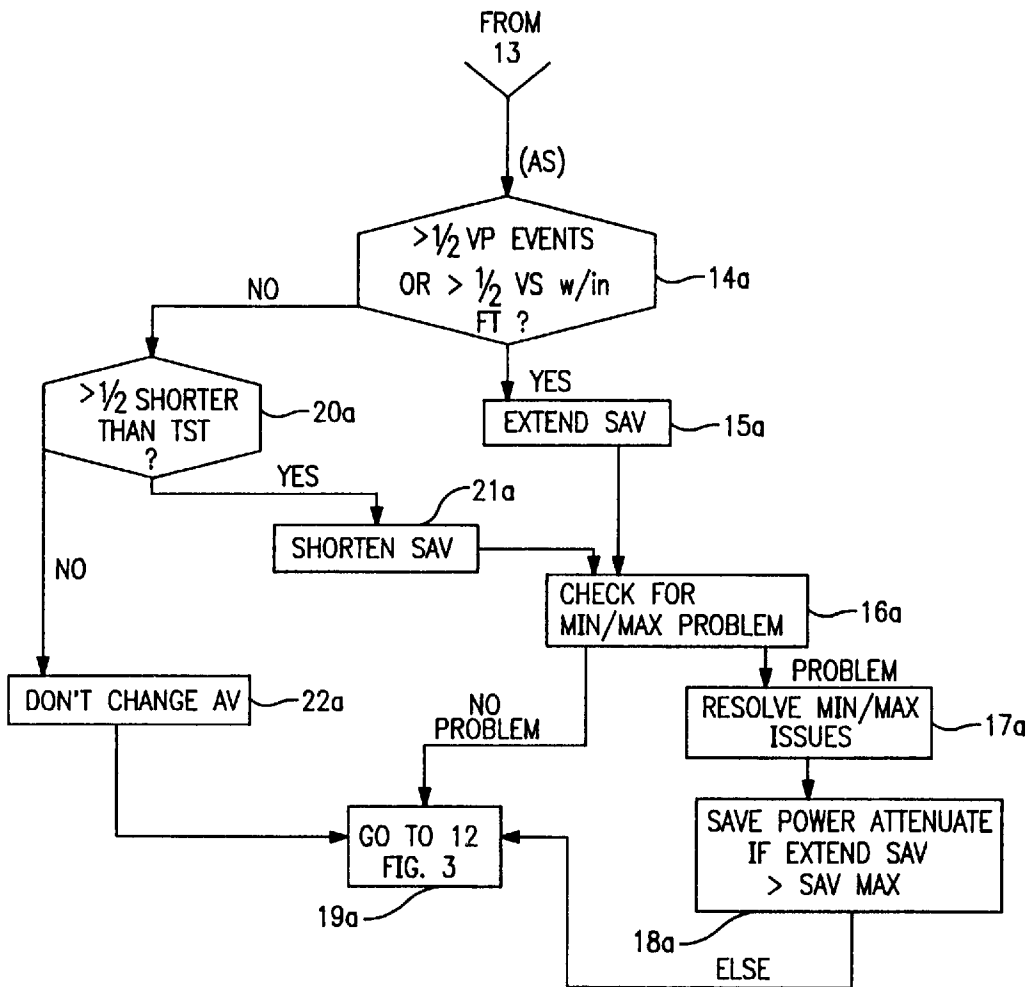 FROM
13
(AS)
>1/2 VP EVENTS
OR > 1/2 VS w/in
FT ?
14a
NO
YES
>1/2 SHORTER
THAN TST
?
20a
EXTEND SAV
15a
YES
21a
SHORTEN SAV
NO
CHECK FOR
MIN/MAX PROBLEM
16a
DON'T CHANGE AV
22a
NO
PROBLEM
PROBLEM
RESOLVE MIN/MAX
ISSUES
17a
GO TO 12
FIG. 3
19a
SAVE POWER ATTENUATE
IF EXTEND SAV
> SAV MAX
18a
ELSE